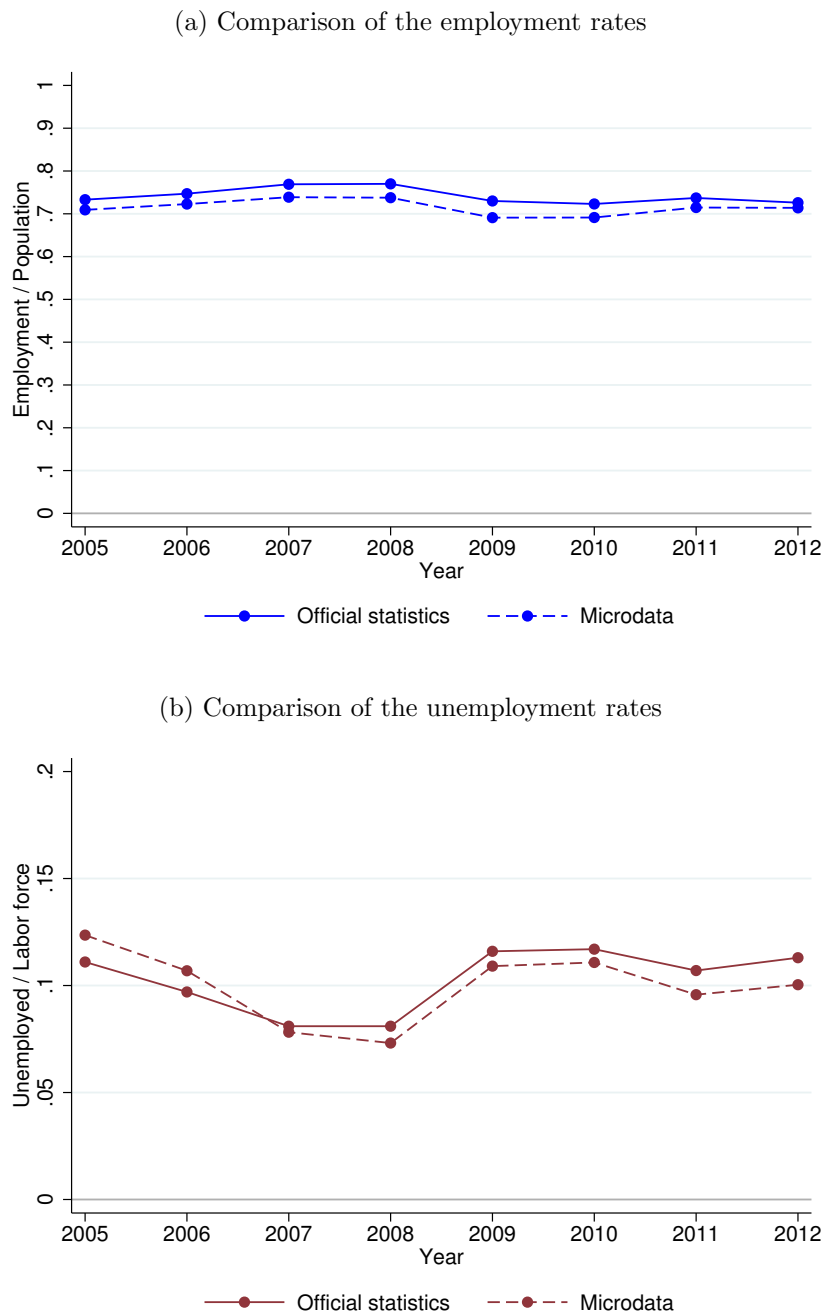 (a) Comparison of the employment rates
Employment / Population
1
.9
.8
.7
.6
.5
.4
.3
.2
.1
0
2005 2006 2007 2008 2009 2010 2011 2012
Year
Official statistics Microdata
(b) Comparison of the unemployment rates
Unemployed / Labor force
.2
.15
.1
.05
0
2005 2006 2007 2008 2009 2010 2011 2012
Year
Official statistics Microdata